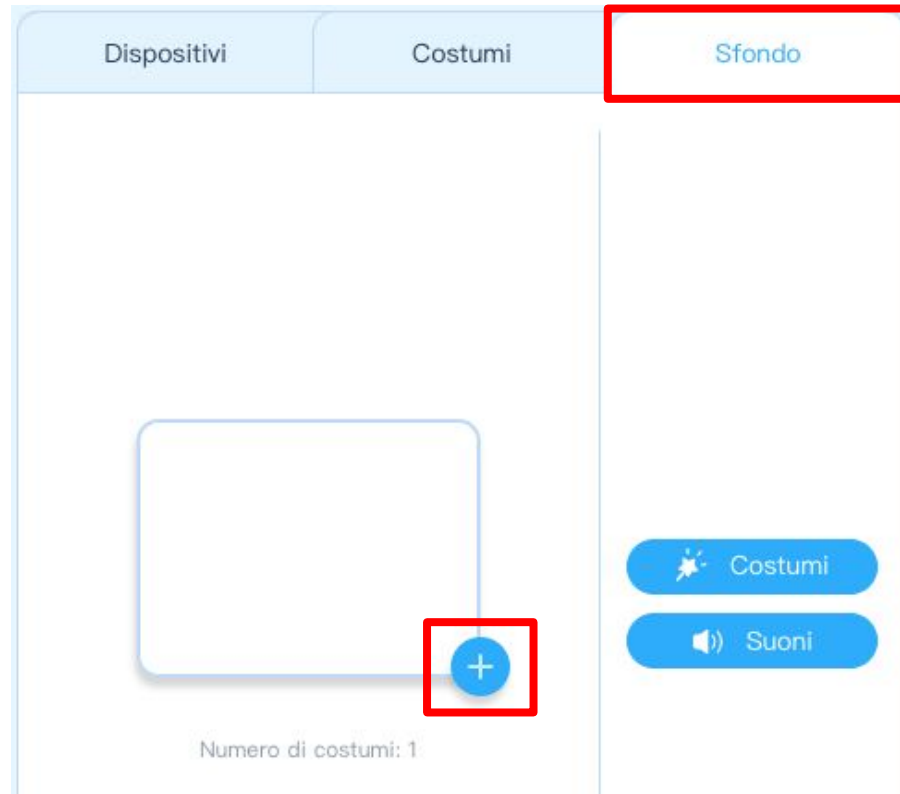 Dispositivi
Costumi
Sfondo
Costumi
Suoni
Numero di costumi: 1